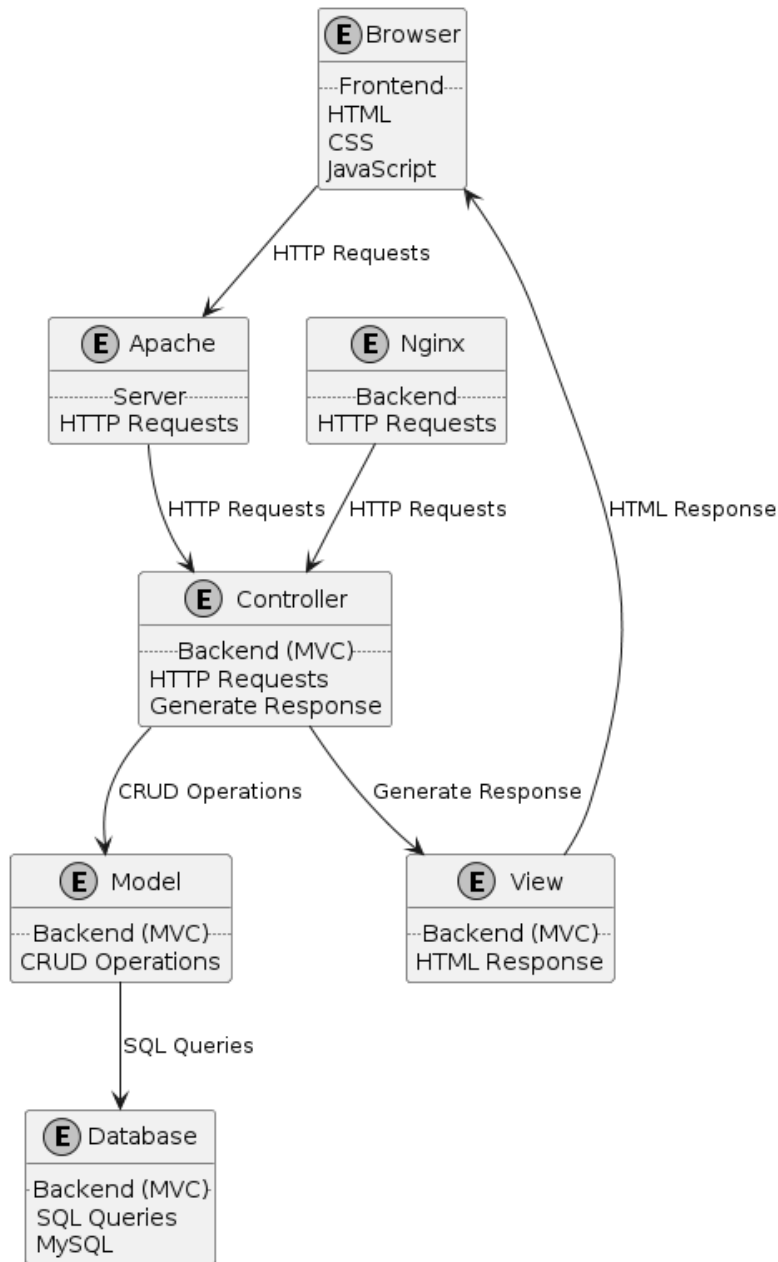 E Browser
Frontend
HTML
CSS
JavaScript
HTTP Requests
E Apache
Server
HTTP Requests
E Nginx
Backend
HTTP Requests
HTTP Requests
HTTP Requests
HTML Response
E Controller
Backend (MVC)
HTTP Requests
Generate Response
CRUD Operations
Generate Response
E Model
Backend (MVC)
CRUD Operations
E View
Backend (MVC)
HTML Response
SQL Queries
E Database
Backend (MVC)
SQL Queries
MySQL